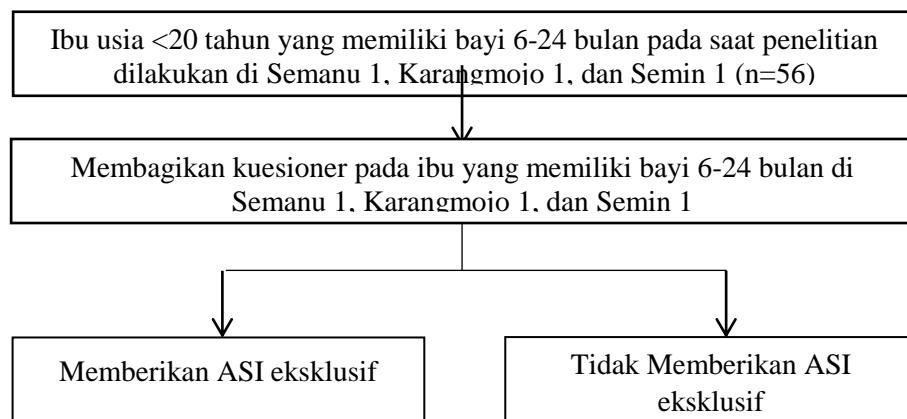 Ibu usia <20 tahun yang memiliki bayi 6-24 bulan pada saat penelitian
dilakukan di Semanu 1, Karangmojo 1, dan Semin 1 (n=56)
Membagikan kuesioner pada ibu yang memiliki bayi 6-24 bulan di
Semanu 1, Karangmojo 1, dan Semin 1
Memberikan ASI eksklusif
Tidak Memberikan ASI
eksklusif